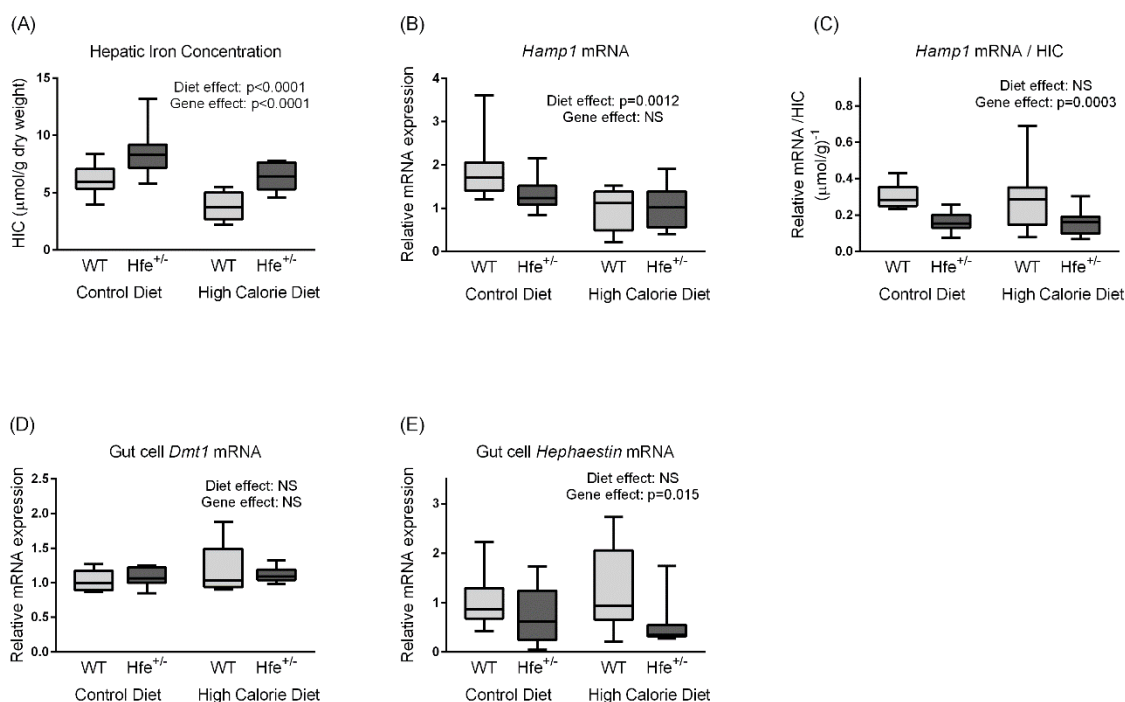 (A)
Hepatic Iron Concentration
Diet effect: p<0.0001
Gene effect: p<0.0001
HIC (µmol/g dry weight)
15
10
5
0
WT Hfe+/- WT Hfe+/-
Control Diet High Calorie Diet
(B)
Hamp1 mRNA
Diet effect: p=0.0012
Gene effect: NS
Relative mRNA expression
4
3
2
1
0
WT Hfe+/- WT Hfe+/-
Control Diet High Calorie Diet
(C)
Hamp1 mRNA / HIC
Diet effect: NS
Gene effect: p=0.0003
Relative mRNA /HIC
(µmol/g)-1
0.8
0.6
0.4
0.2
0.0
WT Hfe+/- WT Hfe+/-
Control Diet High Calorie Diet
(D)
Gut cell Dmt1 mRNA
Diet effect: NS
Gene effect: NS
Relative mRNA expression
2.5
2.0
1.5
1.0
0.5
0.0
WT Hfe+/- WT Hfe+/-
Control Diet High Calorie Diet
(E)
Gut cell Hephaestin mRNA
Diet effect: NS
Gene effect: p=0.015
Relative mRNA expression
3
2
1
0
WT Hfe+/- WT Hfe+/-
Control Diet High Calorie Diet